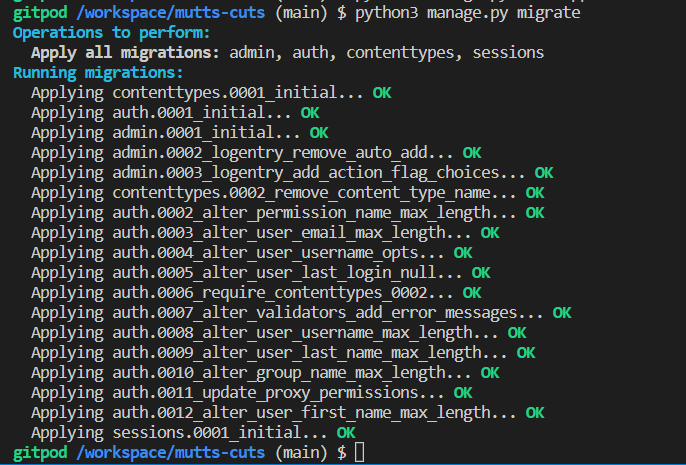 gitpod /workspace/mutts-cuts (main) $ python3 manage.py migrate
Operations to perform:
  Apply all migrations: admin, auth, contenttypes, sessions
Running migrations:
  Applying contenttypes.0001_initial... OK
  Applying auth.0001_initial... OK
  Applying admin.0001_initial... OK
  Applying admin.0002_logentry_remove_auto_add... OK
  Applying admin.0003_logentry_add_action_flag_choices... OK
  Applying contenttypes.0002_remove_content_type_name... OK
  Applying auth.0002_alter_permission_name_max_length... OK
  Applying auth.0003_alter_user_email_max_length... OK
  Applying auth.0004_alter_user_username_opts... OK
  Applying auth.0005_alter_user_last_login_null... OK
  Applying auth.0006_require_contenttypes_0002... OK
  Applying auth.0007_alter_validators_add_error_messages... OK
  Applying auth.0008_alter_user_username_max_length... OK
  Applying auth.0009_alter_user_last_name_max_length... OK
  Applying auth.0010_alter_group_name_max_length... OK
  Applying auth.0011_update_proxy_permissions... OK
  Applying auth.0012_alter_user_first_name_max_length... OK
  Applying sessions.0001_initial... OK
gitpod /workspace/mutts-cuts (main) $